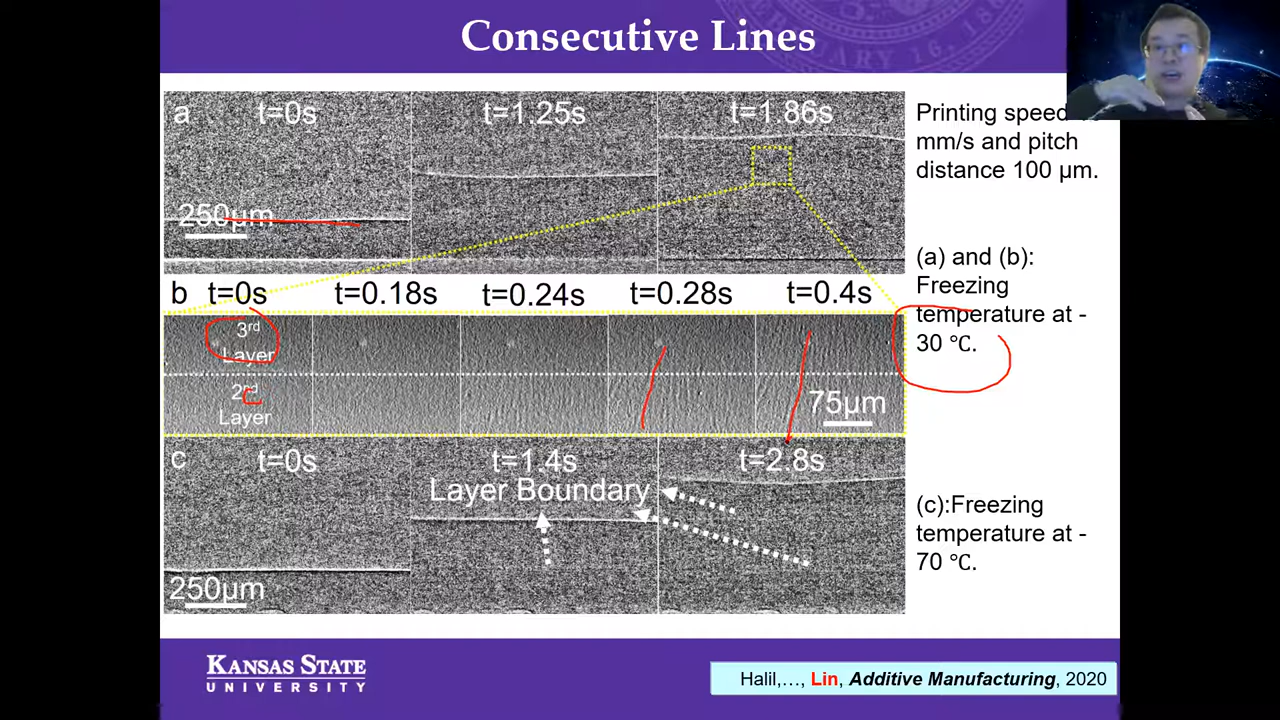 Consecutive Lines
a t=0s t=1.25s t=1.86s
250µm
Printing speed
mm/s and pitch
distance 100 µm.
(a) and (b):
Freezing
temperature at -
30 ℃.
b t=0s t=0.18s t=0.24s t=0.28s t=0.4s
3rd
Layer
2rd
Layer
75µm
c t=0s t=1.4s t=2.8s
Layer Boundary
250µm
(c):Freezing
temperature at -
70 ℃.
KANSAS STATE
UNIVERSITY
Halil,…, Lin, Additive Manufacturing, 2020